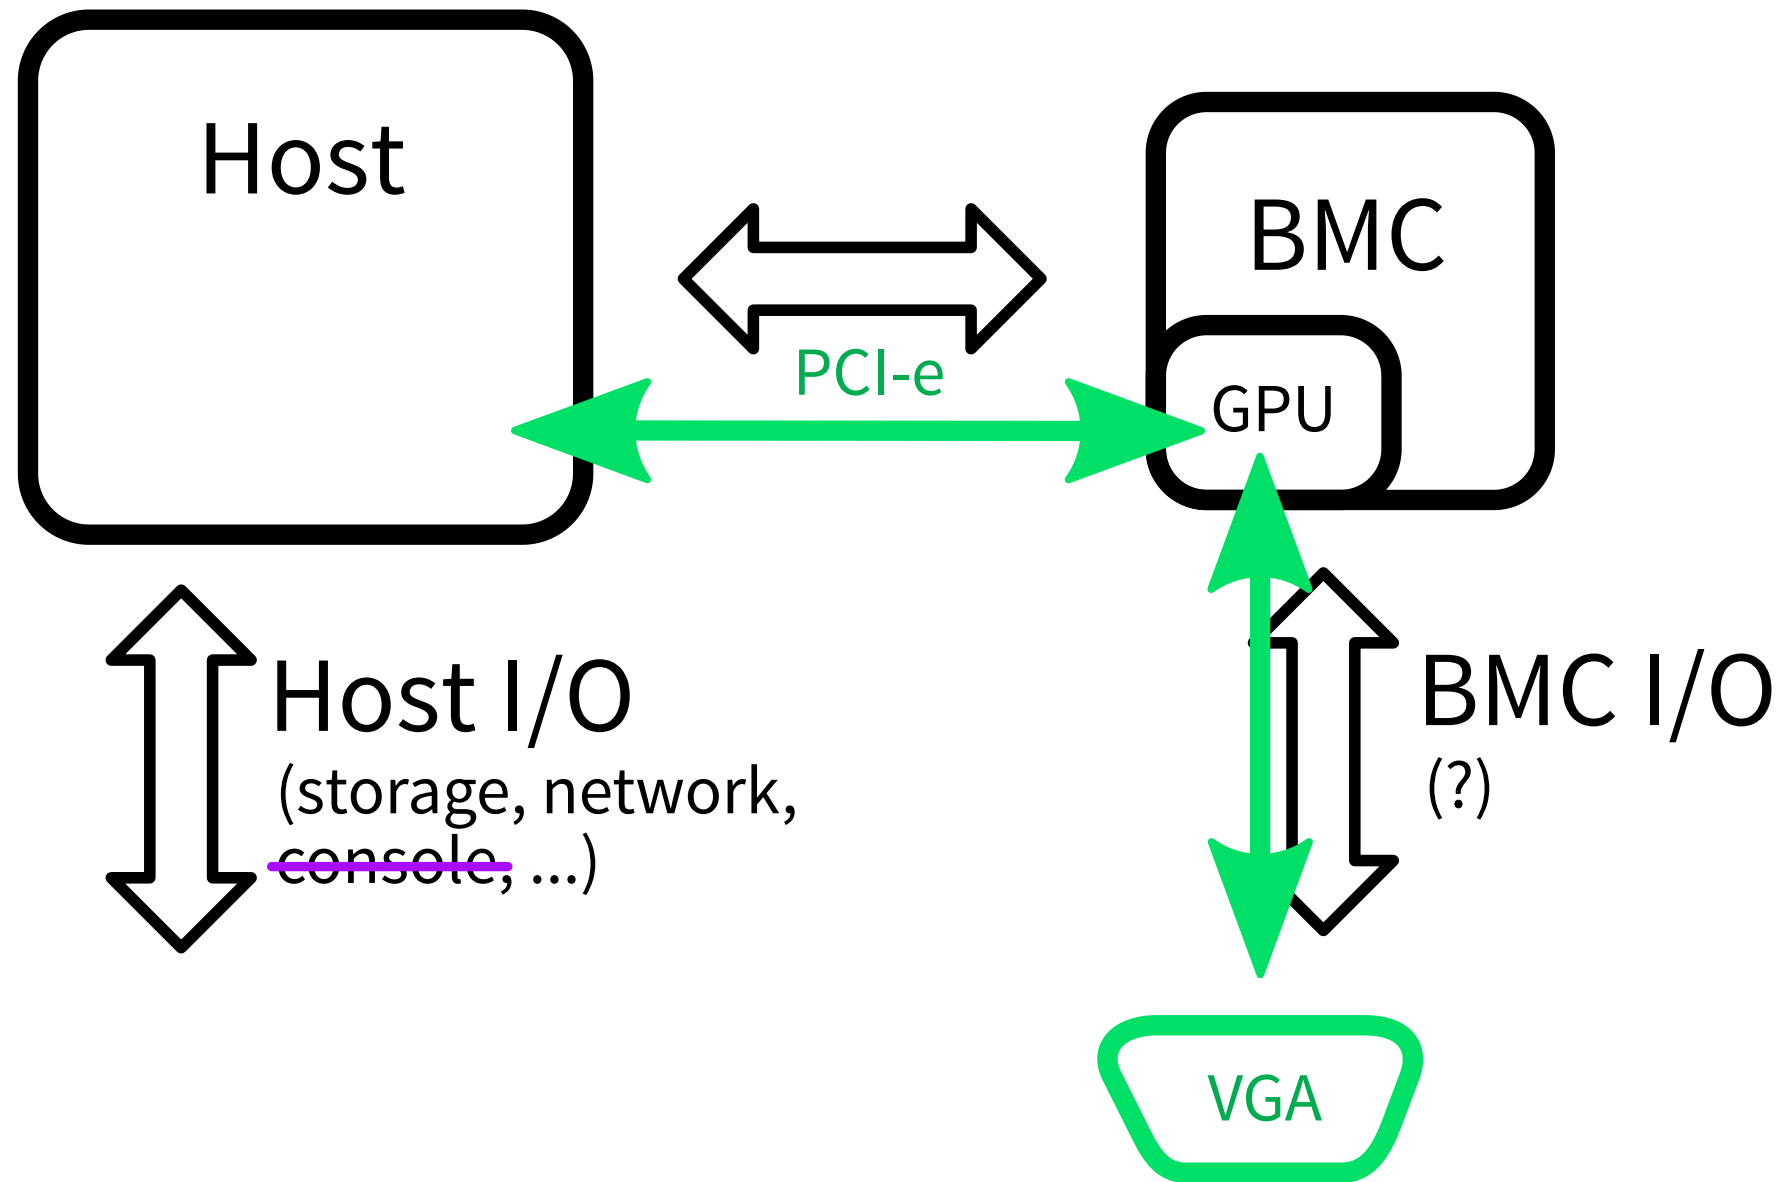 Host
BMC
PCI-e
GPU
Host I/O
(storage, network,
console, ...)
BMC I/O
(?)
VGA